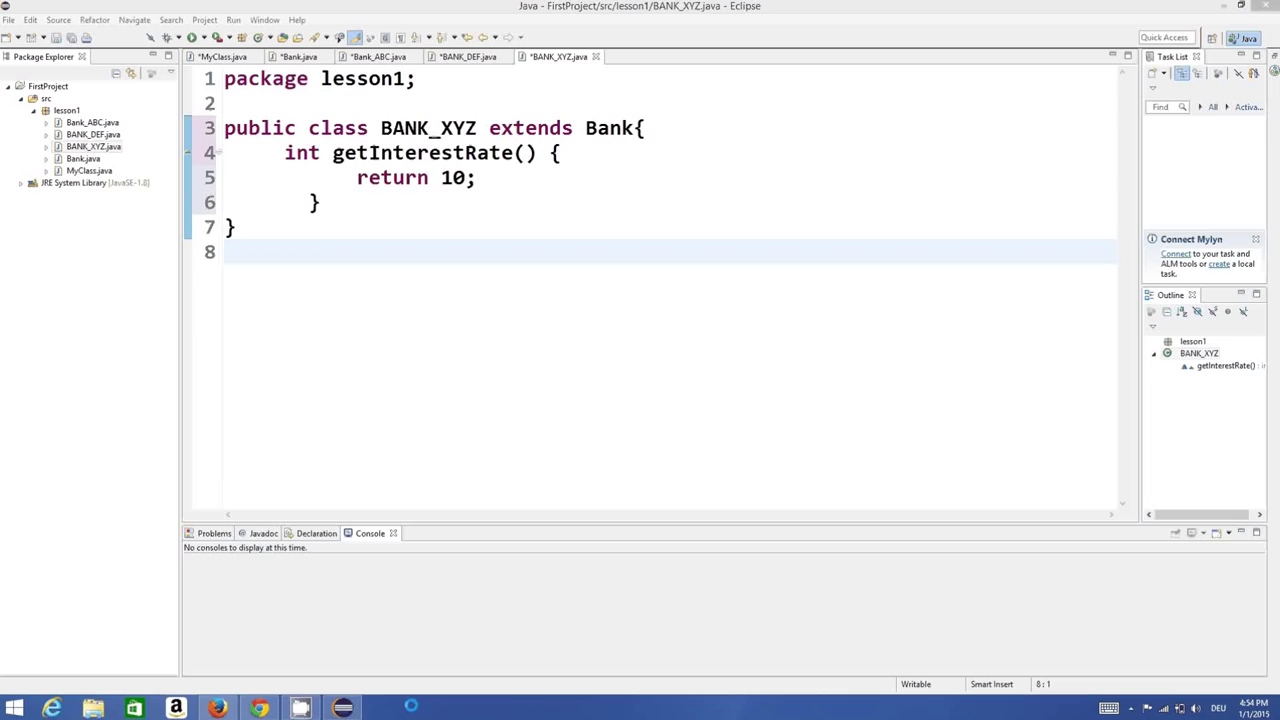 Java - FirstProject/src/lesson1/BANK_XYZ.java - Eclipse
File Edit Source Refactor Navigate Search Project Run Window Help
Quick Access
Java
Package Explorer
*MyClass.java
*Bank.java
*Bank_ABC.java
*BANK_DEF.java
*BANK_XYZ.java
Task List
FirstProject
src
lesson1
Bank_ABC.java
BANK_DEF.java
BANK_XYZ.java
Bank.java
MyClass.java
JRE System Library [JavaSE-1.8]
1 package lesson1;
2
3 public class BANK_XYZ extends Bank{
4 int getInterestRate() {
5 return 10;
6 }
7 }
8
Find
All
Activa...
Connect Mylyn
Connect to your task and
ALM tools or create a local
task.
Outline
lesson1
BANK_XYZ
getInterestRate() : i
Problems
@ Javadoc
Declaration
Console
No consoles to display at this time.
Writable
Smart Insert
8 : 1
DEU
4:54 PM
1/1/2015